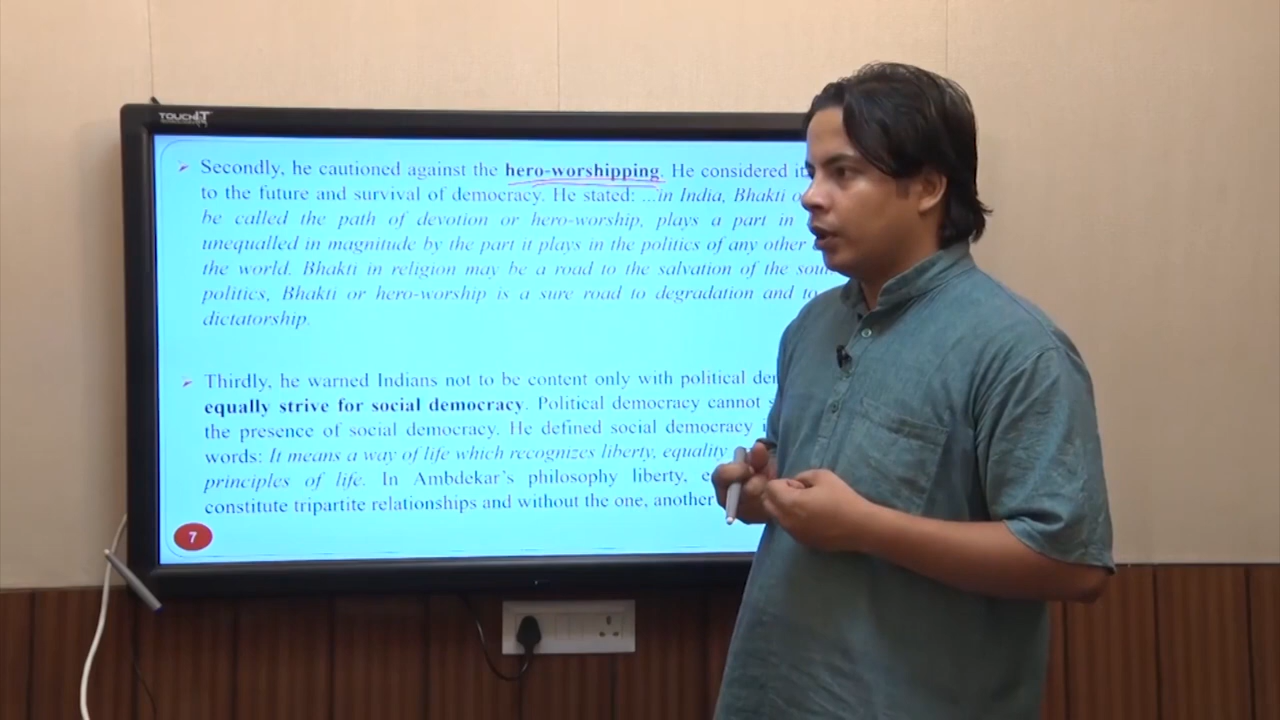 TOUCHIT
Secondly, he cautioned against the hero-worshipping. He considered
to the future and survival of democracy. He stated: ...in India, Bhakti
be called the path of devotion or hero-worship, plays a part in
unequalled in magnitude by the part it plays in the politics of any other
the world. Bhakti in religion may be a road to the salvation of the
politics, Bhakti or hero-worship is a sure road to degradation and to
dictatorship.
Thirdly, he warned Indians not to be content only with political
equally strive for social democracy. Political democracy cannot
the presence of social democracy. He defined social democracy
words: It means a way of life which recognizes liberty, equality
principles of life. In Ambdekar's philosophy liberty,
constitute tripartite relationships and without the one, another
7